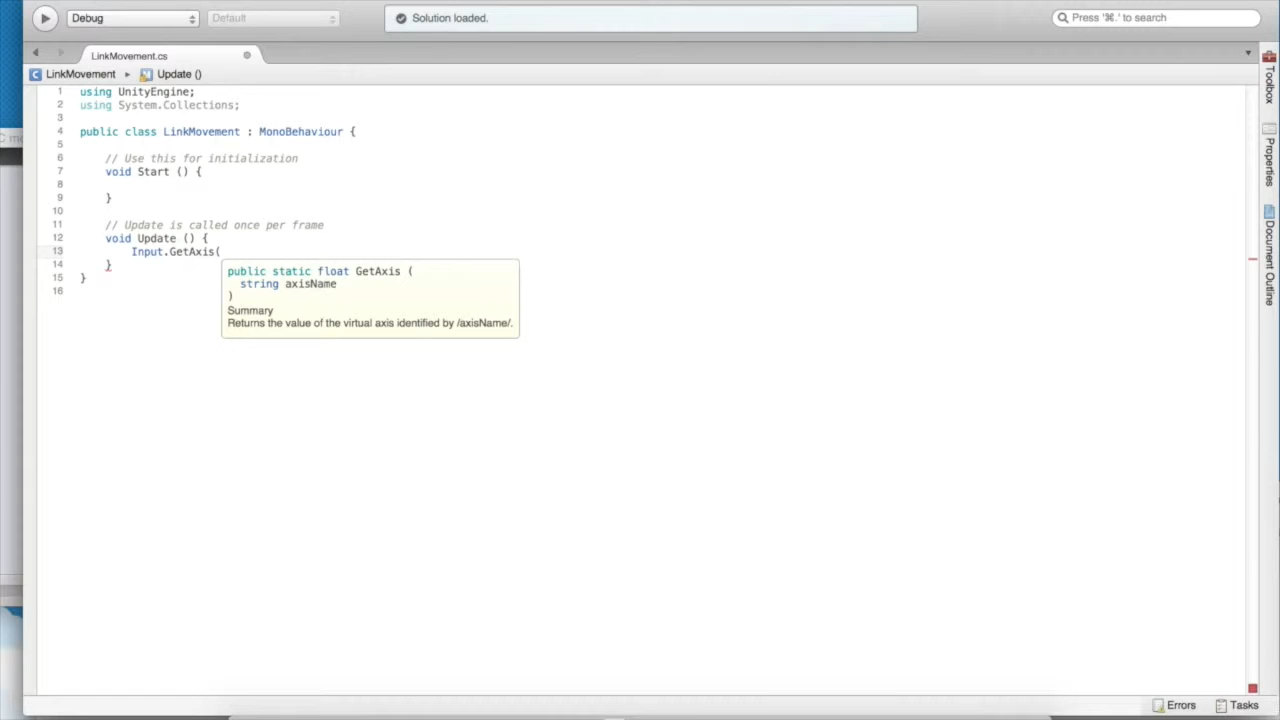 Debug
Default
Solution loaded.
Press '⌘.' to search
LinkMovement.cs
LinkMovement ▸ Update ()
1 using UnityEngine;
2 using System.Collections;
3
4 public class LinkMovement : MonoBehaviour {
5
6 // Use this for initialization
7 void Start () {
8
9 }
10
11 // Update is called once per frame
12 void Update () {
13 Input.GetAxis(
14 }
15 }
16
public static float GetAxis (
string axisName
)
Summary
Returns the value of the virtual axis identified by /axisName/.
Toolbox
Properties
Document Outline
Errors
Tasks